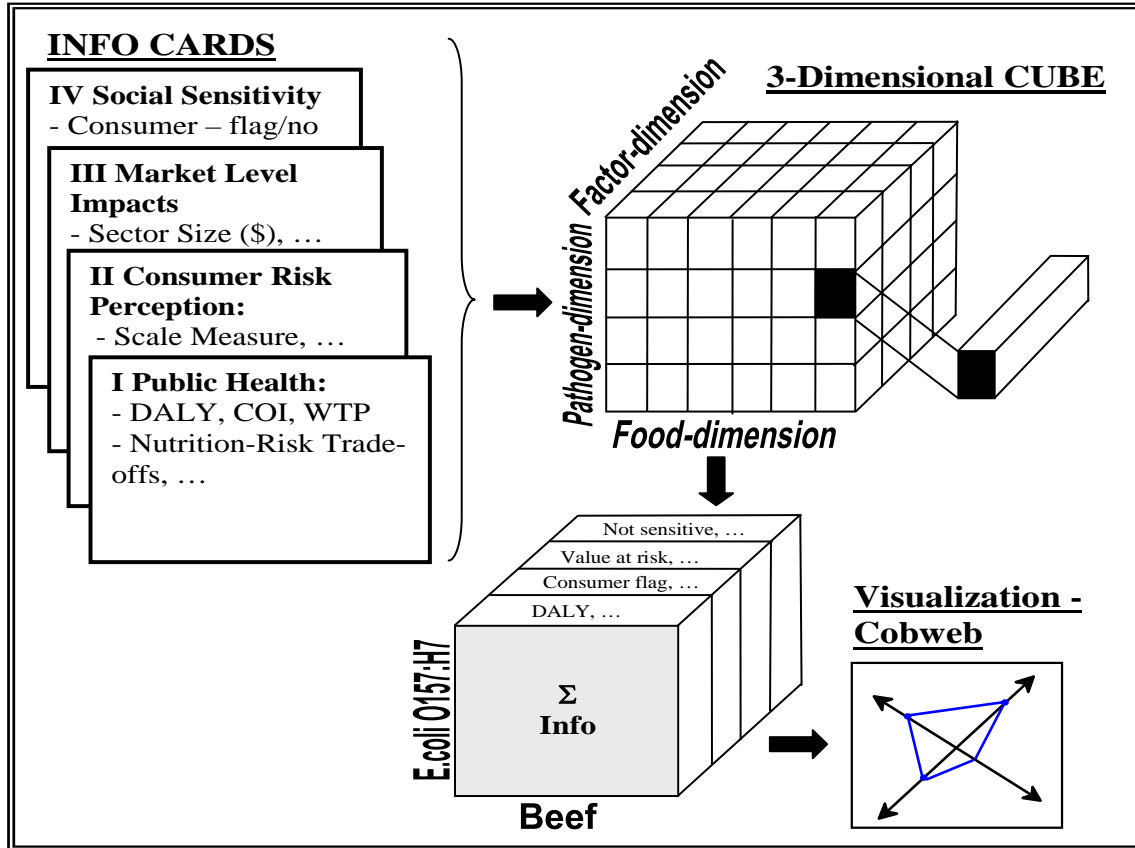 INFO CARDS
IV Social Sensitivity
- Consumer – flag/no
III Market Level
Impacts
- Sector Size ($), …
II Consumer Risk
Perception:
- Scale Measure, …
I Public Health:
- DALY, COI, WTP
- Nutrition-Risk Trade-
offs, …
3-Dimensional CUBE
Factor-dimension
Pathogen-dimension
Food-dimension
Not sensitive, …
Value at risk, …
Consumer flag, …
DALY, …
E.coli O157:H7
Σ
Info
Beef
Visualization -
Cobweb